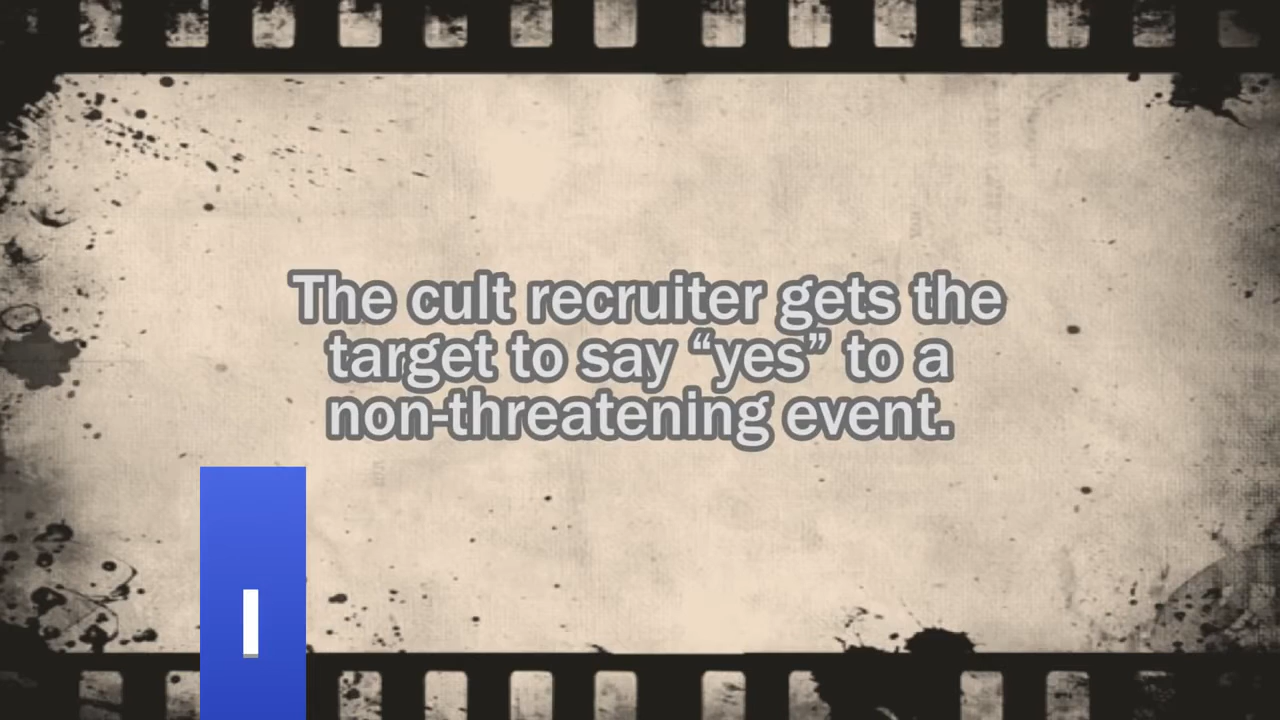 The cult recruiter gets the
target to say “yes” to a
non-threatening event.
I